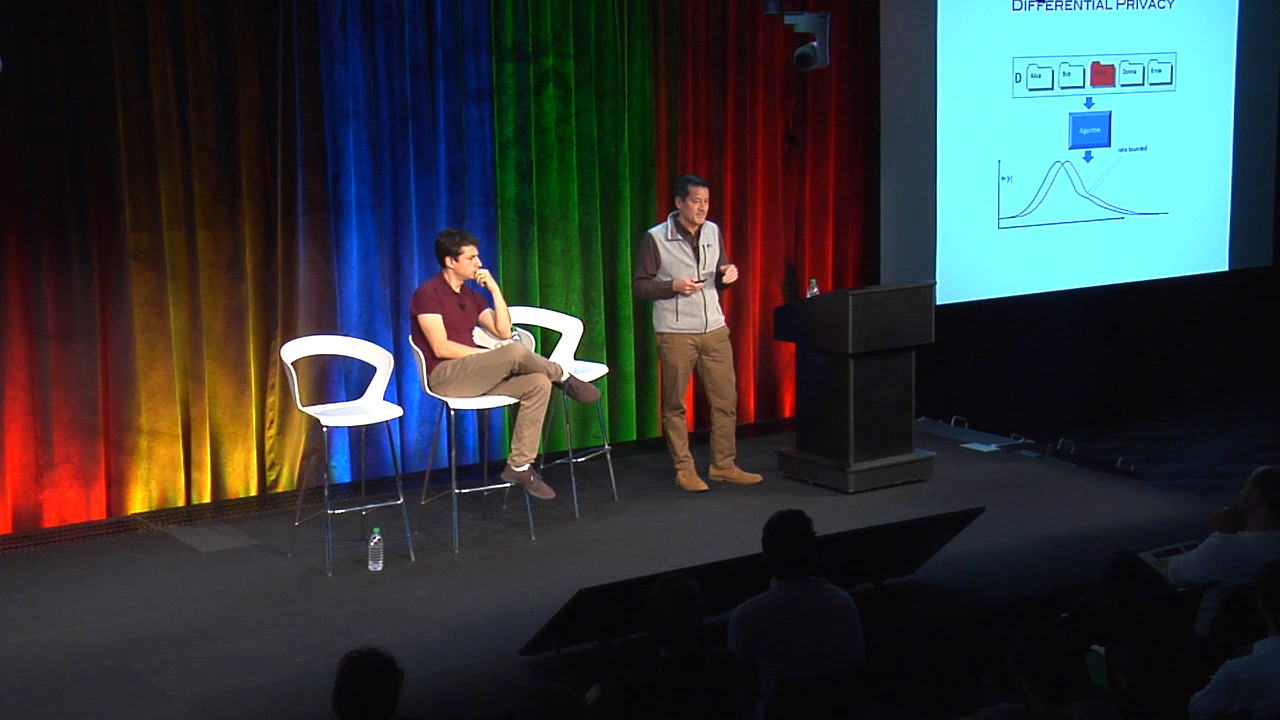 DIFFERENTIAL PRIVACY
D Alice Bob Donna Ernie
Algorithm
ratio bounded